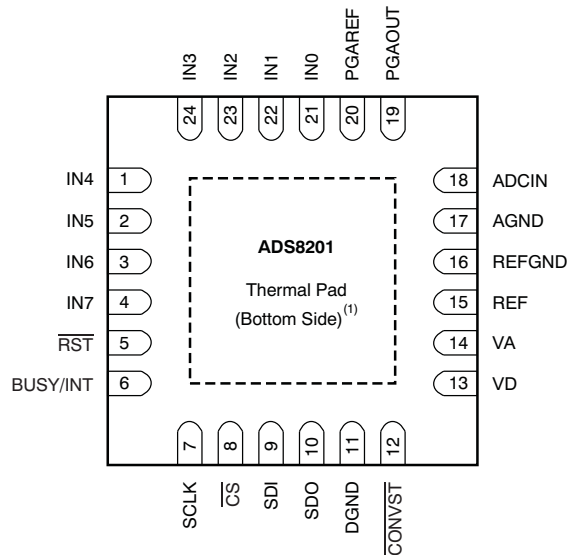 IN3
IN2
IN1
IN0
PGAREF
PGAOUT
24
23
22
21
20
19
IN4 1
IN5 2
IN6 3
IN7 4
RST 5
BUSY/INT 6
ADS8201
Thermal Pad
(Bottom Side)(1)
18 ADCIN
17 AGND
16 REFGND
15 REF
14 VA
13 VD
7
8
9
10
11
12
SCLK
CS
SDI
SDO
DGND
CONVST